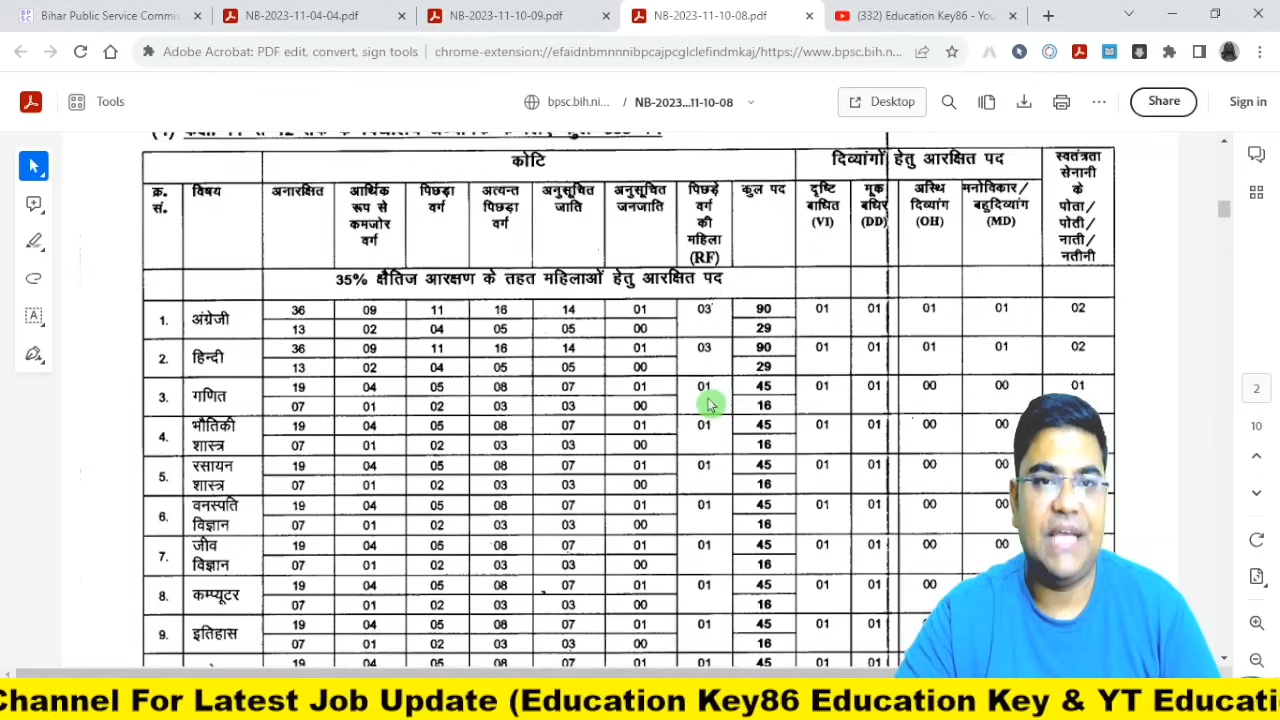 Bihar Public Service Commis
NB-2023-11-04-04.pdf
NB-2023-11-10-09.pdf
NB-2023-11-10-08.pdf
(332) Education Key86 - You
Adobe Acrobat: PDF edit, convert, sign tools
chrome-extension://efaidnbmnnnibpcajpcglclefindmkaj/https://www.bpsc.bih.n...
Tools
bpsc.bih.ni... / NB-2023...11-10-08
Desktop
Share
Sign in
कोटि दिव्यांगों हेतु आरक्षित पद स्वतंत्रता सेनानी के पोता/ पोती/ नाती/ नतीनी
क्र. सं. विषय अनारक्षित आर्थिक रूप से कमजोर वर्ग पिछड़ा वर्ग अत्यन्त पिछड़ा वर्ग अनुसूचित जाति अनुसूचित जनजाति पिछड़े वर्ग की महिला (RF) कुल पद दृष्टि बाधित (VI) मूक बधिर (DD) अस्थि दिव्यांग (OH) मनोविकार/ बहुदिव्यांग (MD)
35% क्षैतिज आरक्षण के तहत महिलाओं हेतु आरक्षित पद
1. अंग्रेजी 36 09 11 16 14 01 03 90 01 01 01 01 02
13 02 04 05 05 00 29
2. हिन्दी 36 09 11 16 14 01 03 90 01 01 01 01 02
13 02 04 05 05 00 29
3. गणित 19 04 05 08 07 01 01 45 01 01 00 00 01
07 01 02 03 03 00 16
4. भौतिकी शास्त्र 19 04 05 08 07 01 01 45 01 01 00 00
07 01 02 03 03 00 16
5. रसायन शास्त्र 19 04 05 08 07 01 01 45 01 01 00 00
07 01 02 03 03 00 16
6. वनस्पति विज्ञान 19 04 05 08 07 01 01 45 01 01 00 00
07 01 02 03 03 00 16
7. जीव विज्ञान 19 04 05 08 07 01 01 45 01 01 00 00
07 01 02 03 03 00 16
8. कम्प्यूटर 19 04 05 08 07 01 01 45 01 01 00
07 01 02 03 03 00 16
9. इतिहास 19 04 05 08 07 01 01 45 01 01
07 01 02 03 03 00 16
19 04 05 08 07 01 01 45 01 01
2
10
Channel For Latest Job Update (Education Key86 Education Key & YT Educati